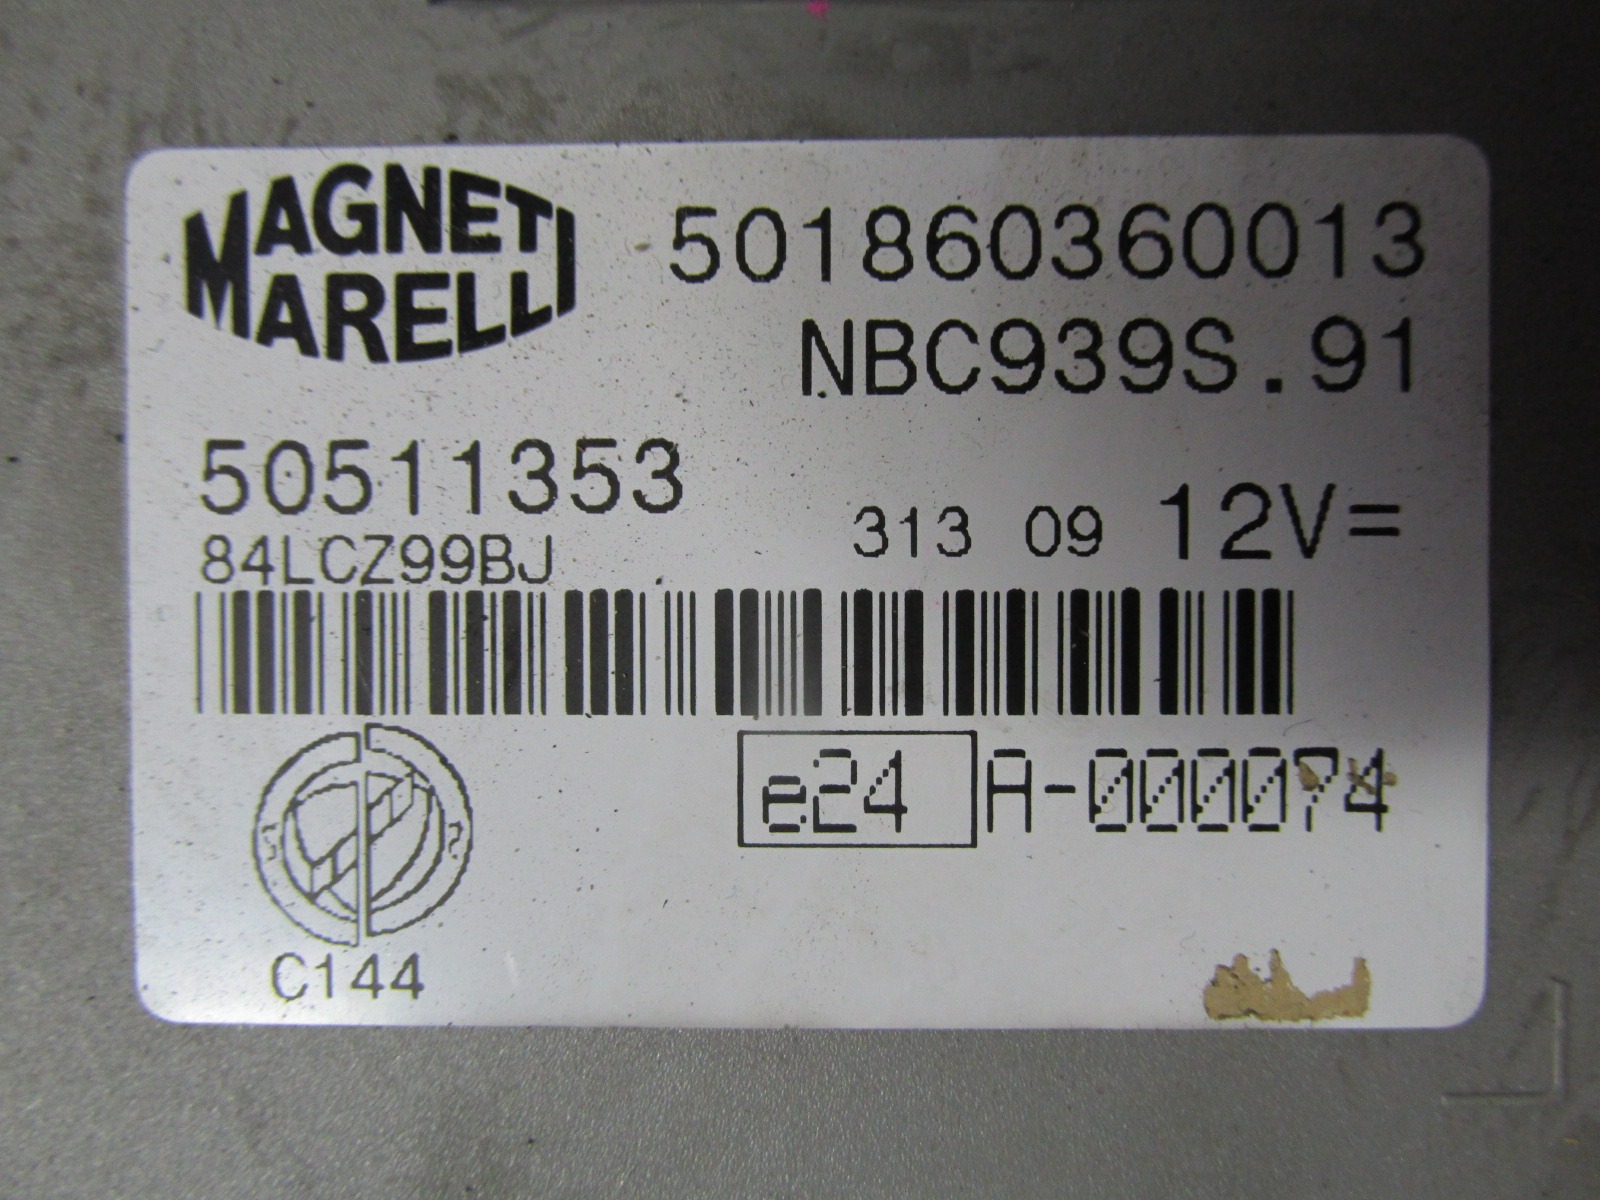 MAGNETI
MARELLI
501860360013
NBC939S.91
50511353
84LCZ99BJ
313 09 12V=
e24 A-000074
C144